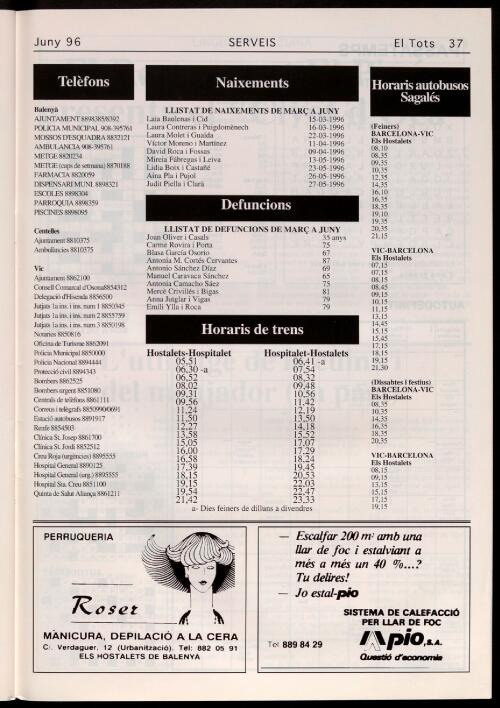 Juny 96 SERVEIS El Tots 37
Telèfons
Balenyà
AJUNTAMENT 8898385/8392
POLICIA MUNICIPAL 908-395761
MOSSOS D'ESQUADRA 8832121
AMBULANCIA 908-395761
METGE 8820234
METGE (caps de setmana) 8870188
FARMACIA 8820059
DISPENSARI MUNI. 8898321
ESCOLES 8898304
PARROQUIA 8898359
PISCINES 8898095
Centelles
Ajuntament 8810375
Ambulàncies 8810375
Vic
Ajuntament 8862100
Consell Comarcal d'Osona8854312
Delegació d'Hisenda 8856500
Jutjats 1a ins. i ins. num 1 8850345
Jutjats 1a ins. i ins. num 2 8855759
Jutjats 1a ins. i ins. num 3 8850198
Notaries 8850816
Oficina de Turisme 8862091
Policia Municipal 8850000
Policia Nacional 8894444
Protecció civil 8894343
Bombers 8862525
Bombers urgent 8851080
Centrals de telèfons 8861111
Correus i telègrafs 8850990/0691
Estació autobusos 8891917
Renfe 8854503
Clínica St. Josep 8861700
Clínica St. Jordi 8852512
Creu Roja (urgències) 8895555
Hospital General 8890125
Hospital General (urg.) 8895555
Hospital Sta. Creu 8851100
Quinta de Salut Aliança 8861211
Naixements
LLISTAT DE NAIXEMENTS DE MARÇ A JUNY
Laia Baulenas i Cid 15-03-1996
Laura Contreras i Puigdomènech 16-03-1996
Laura Molet i Gualda 22-03-1996
Víctor Moreno i Martínez 11-04-1996
David Roca i Fossas 09-04-1996
Mireia Fàbregas i Leiva 13-05-1996
Lidia Boix i Castañé 23-05-1996
Aina Pla i Pujol 26-05-1996
Judit Piella i Clarà 27-05-1996
Defuncions
LLISTAT DE DEFUNCIONS DE MARÇ A JUNY
Joan Oliver i Casals 35 anys
Carme Rovira i Porta 75
Blasa García Osorio 67
Antonia M. Cortés Cervantes 87
Antonio Sánchez Díaz 69
Manuel Caravaca Sánchez 65
Antonia Camacho Sáez 75
Mercè Crivillés i Bigas 81
Anna Jutglar i Vigas 79
Emili Ylla i Roca 79
Horaris de trens
Hostalets-Hospitalet Hospitalet-Hostalets
05,51 06,41 -a
06,30 -a 07,54
06,52 08,32
08,02 09,48
09,31 10,56
09,56 11,42
11,24 12,19
11,50 13,50
12,27 14,18
13,58 15,52
15,05 17,07
16,00 17,29
16,58 18,24
17,39 19,45
18,15 20,53
19,15 22,03
19,54 22,47
21,42 23,33
a- Dies feiners de dilluns a divendres
Horaris autobusos
Sagalés
(Feiners)
BARCELONA-VIC
Els Hostalets
08,10
08,35
09,35
10,35
12,35
14,35
16,10
16,35
18,35
19,10
19,35
20,35
21,15
VIC-BARCELONA
Els Hostalets
07,15
07,15
08,15
08,45
09,15
10,15
11,15
13,15
14,45
15,15
15,45
17,15
18,15
19,15
21,30
(Dissabtes i festius)
BARCELONA-VIC
Els Hostalets
08,35
10,35
14,35
16,35
18,35
20,35
VIC-BARCELONA
Els Hostalets
08,15
09,15
13,15
15,15
17,15
19,15
PERRUQUERIA
Roser
MANICURA, DEPILACIÓ A LA CERA
C/. Verdaguer, 12 (Urbanització). Tel: 882 05 91
ELS HOSTALETS DE BALENYA
— Escalfar 200 m² amb una
llar de foc i estalviant a
més a més un 40 %...?
Tu delires!
— Jo estal-pio
SISTEMA DE CALEFACCIÓ
PER LLAR DE FOC
Tel 889 84 29
pio, S.A.
Questió d'economia